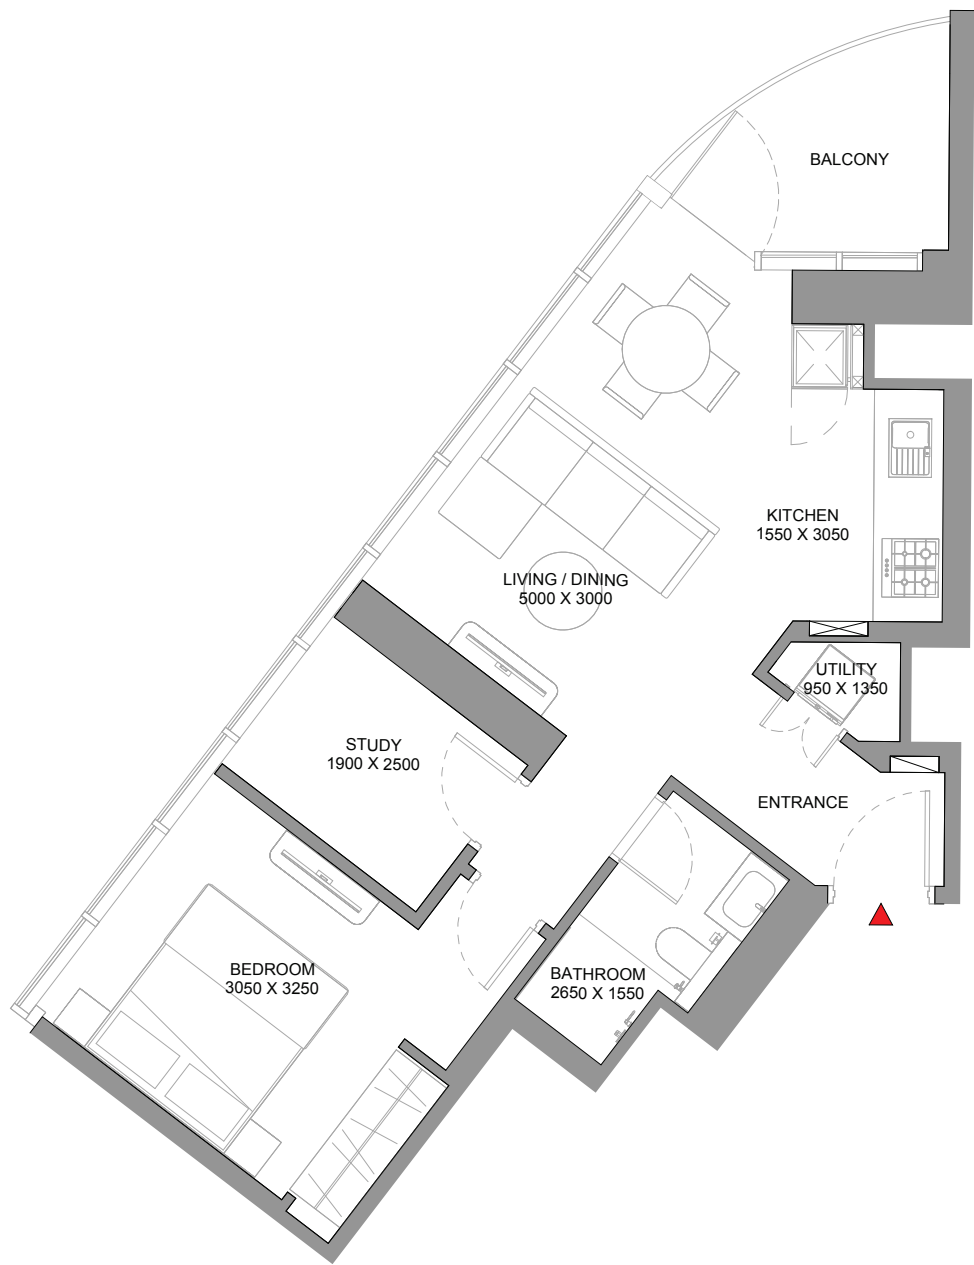 BALCONY
KITCHEN
1550 X 3050
LIVING / DINING
5000 X 3000
UTILITY
950 X 1350
STUDY
1900 X 2500
ENTRANCE
BEDROOM
3050 X 3250
BATHROOM
2650 X 1550